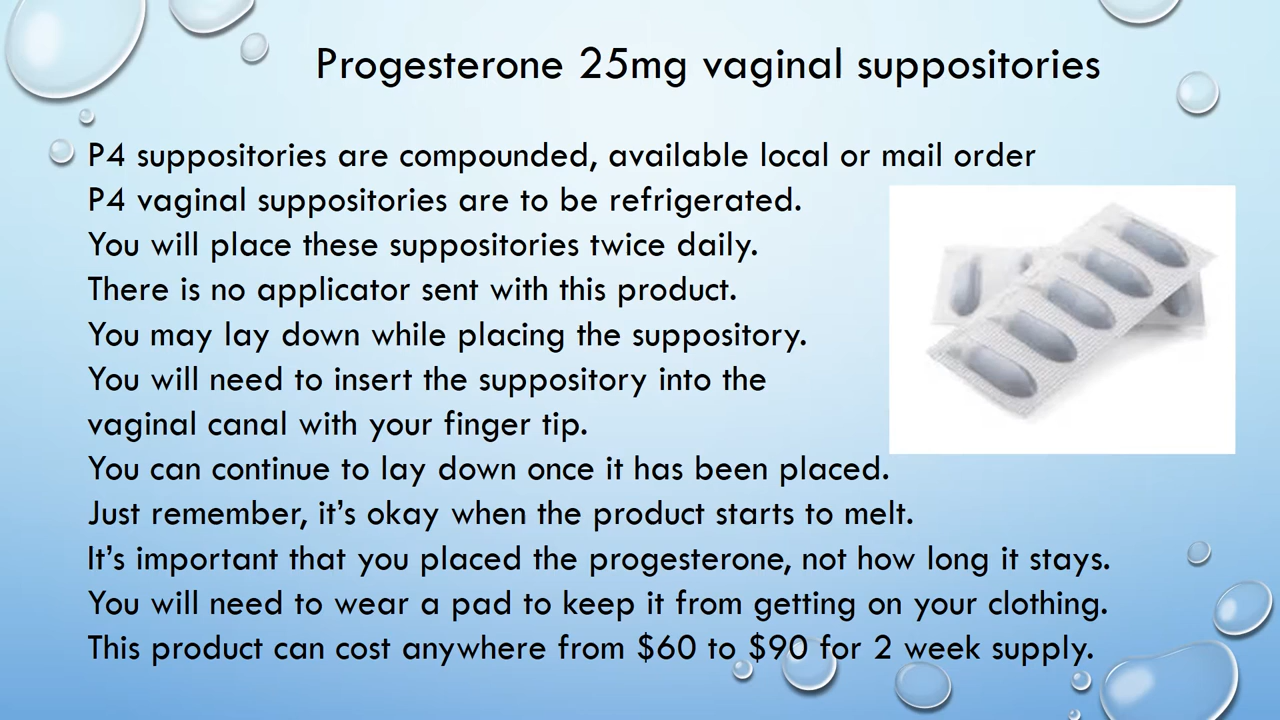 Progesterone 25mg vaginal suppositories
P4 suppositories are compounded, available local or mail order
P4 vaginal suppositories are to be refrigerated.
You will place these suppositories twice daily.
There is no applicator sent with this product.
You may lay down while placing the suppository.
You will need to insert the suppository into the
vaginal canal with your finger tip.
You can continue to lay down once it has been placed.
Just remember, it’s okay when the product starts to melt.
It’s important that you placed the progesterone, not how long it stays.
You will need to wear a pad to keep it from getting on your clothing.
This product can cost anywhere from $60 to $90 for 2 week supply.